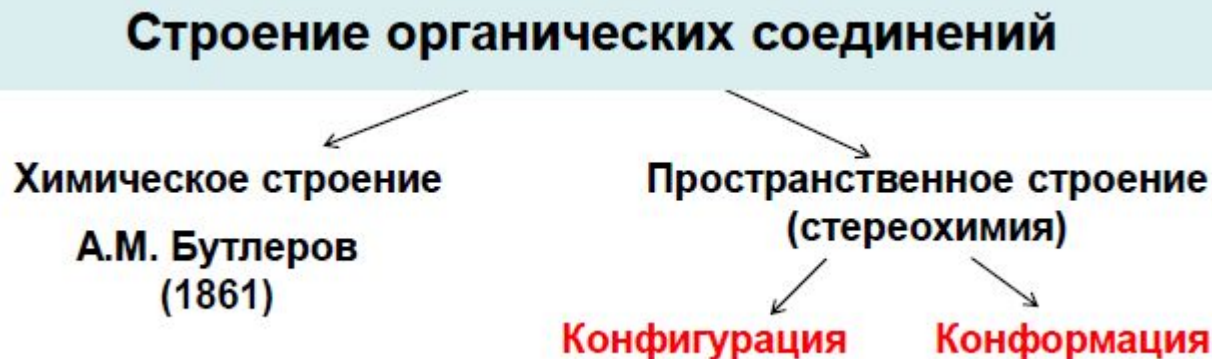 Строение органических соединений
Химическое строение
А.М. Бутлеров
(1861)
Пространственное строение
(стереохимия)
Конфигурация
Конформация